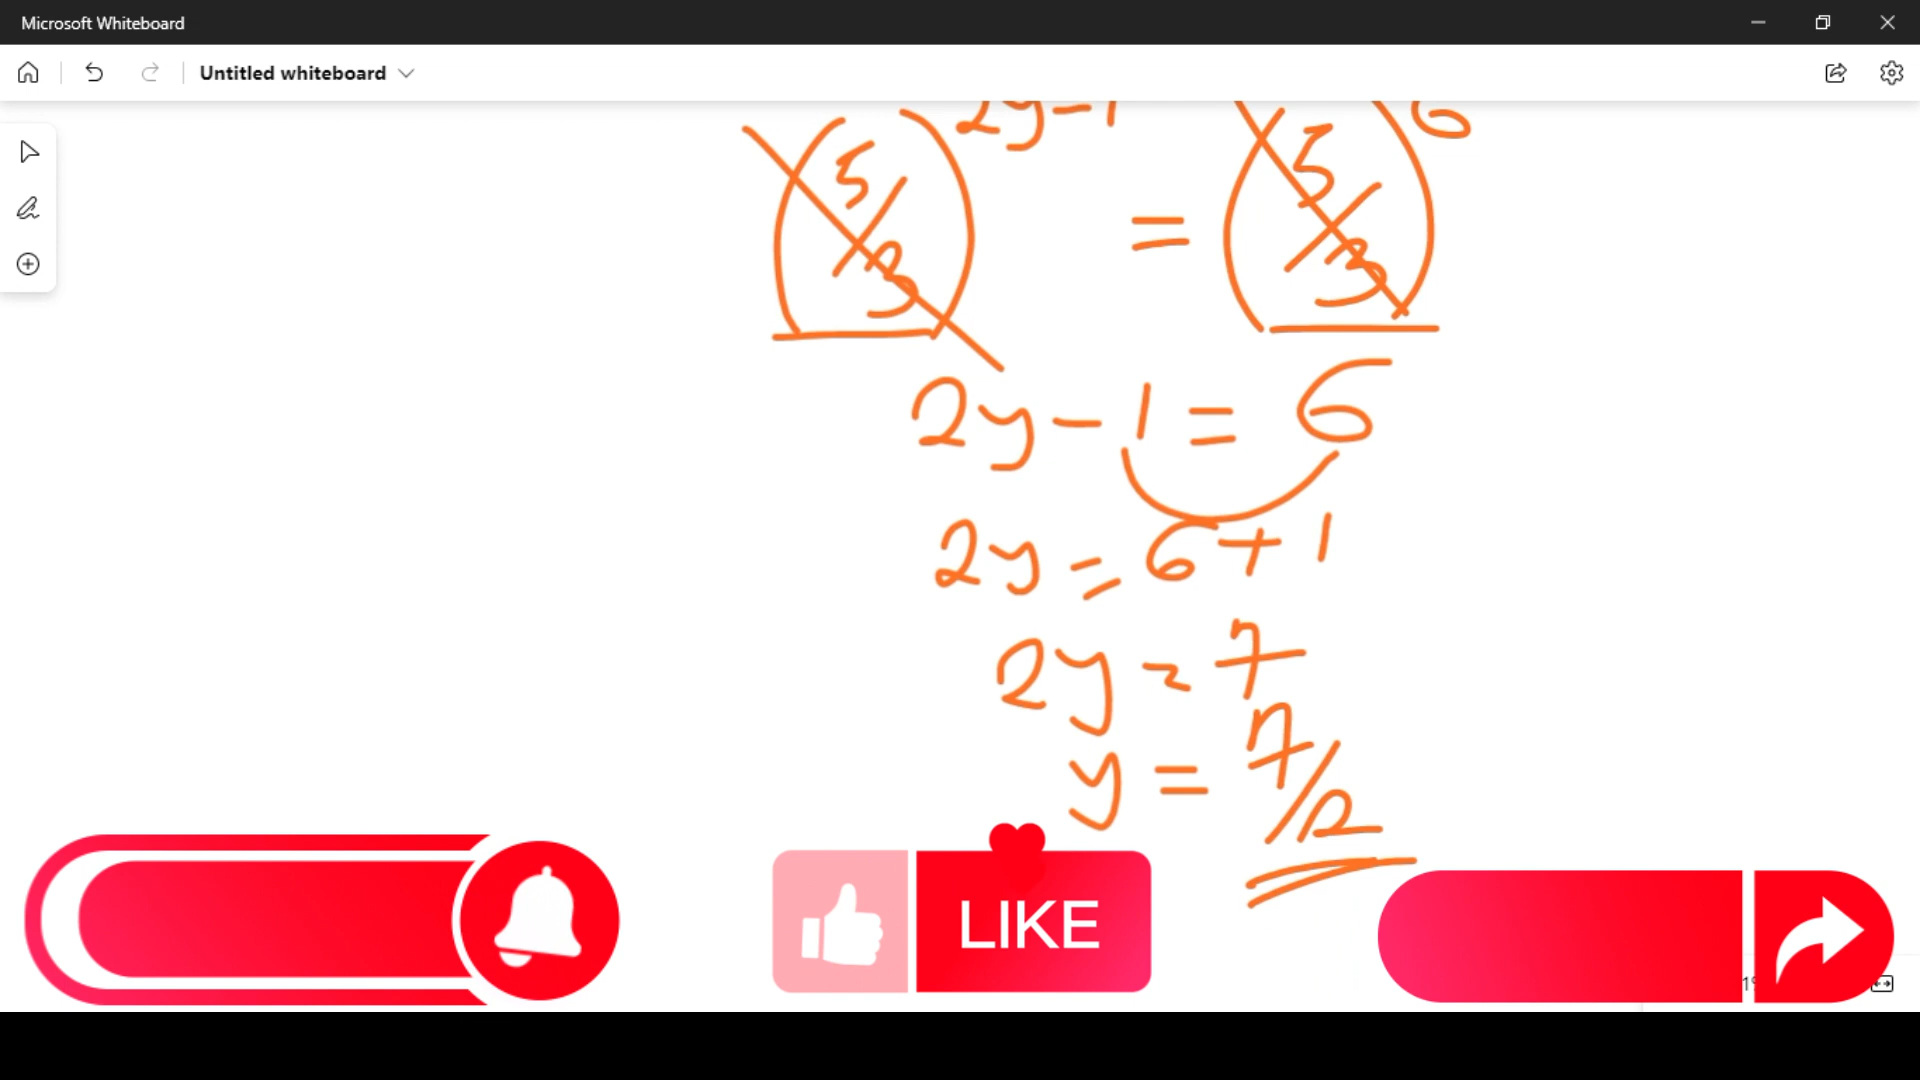 Microsoft Whiteboard
Untitled whiteboard
(5/3)^2y-1 = (5/3)^6
2y-1=6
2y=6+1
2y=7
y=7/2
LIKE